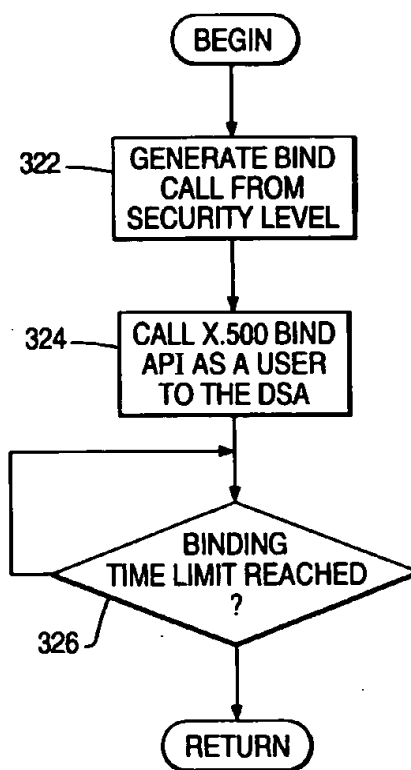 BEGIN
322
GENERATE BIND
CALL FROM
SECURITY LEVEL
324
CALL X.500 BIND
API AS A USER
TO THE DSA
BINDING
TIME LIMIT REACHED
?
326
RETURN